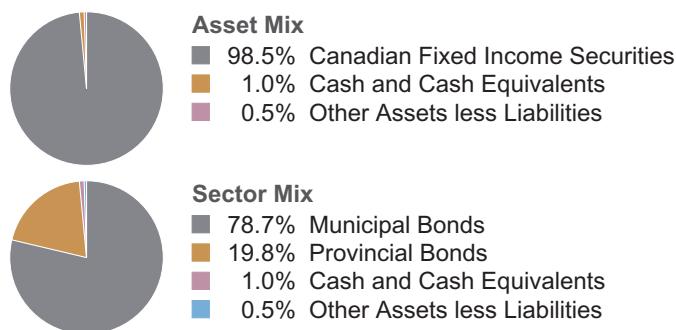 Asset Mix
98.5% Canadian Fixed Income Securities
1.0% Cash and Cash Equivalents
0.5% Other Assets less Liabilities
Sector Mix
78.7% Municipal Bonds
19.8% Provincial Bonds
1.0% Cash and Cash Equivalents
0.5% Other Assets less Liabilities